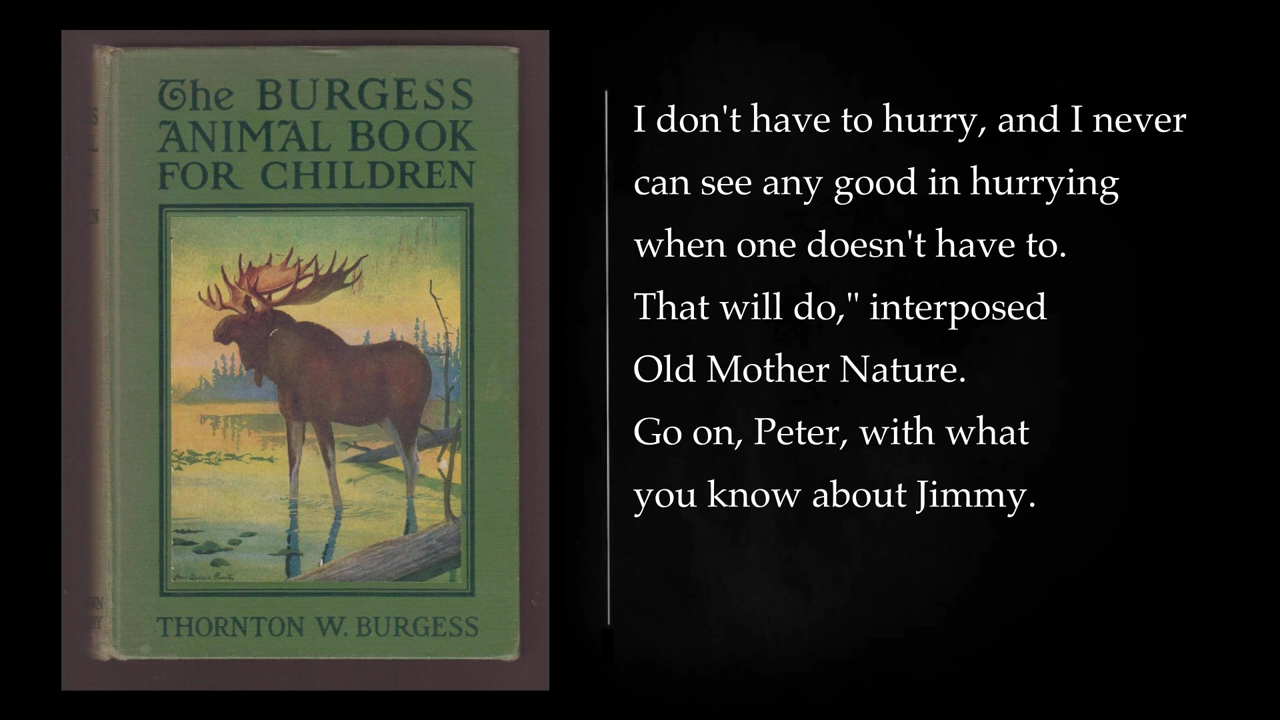 The BURGESS
ANIMAL BOOK
FOR CHILDREN
THORNTON W. BURGESS
I don't have to hurry, and I never
can see any good in hurrying
when one doesn't have to.
That will do," interposed
Old Mother Nature.
Go on, Peter, with what
you know about Jimmy.